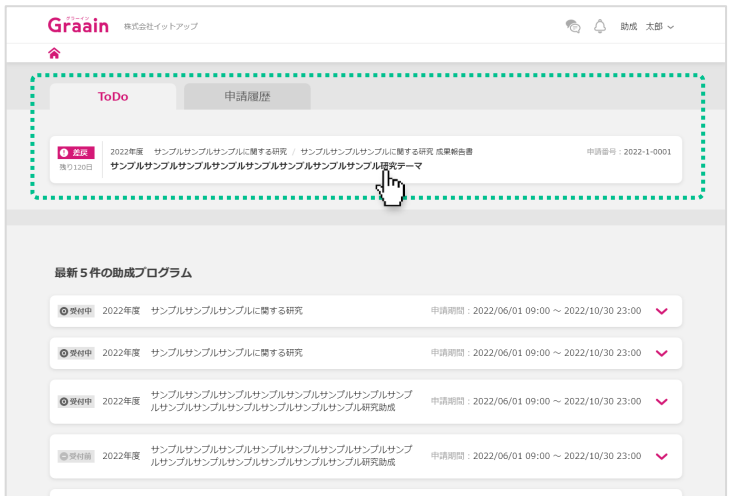 グラーイン
Graain 株式会社イットアップ 助成 太郎
ToDo 申請履歴
差戻 2022年度 サンプルサンプルサンプルに関する研究 / サンプルサンプルサンプルに関する研究 成果報告書 申請番号：2022-1-0001
残り120日 サンプルサンプルサンプルサンプルサンプルサンプルサンプルサンプル研究テーマ
最新５件の助成プログラム
受付中 2022年度 サンプルサンプルサンプルに関する研究 申請期間：2022/06/01 09:00 ～ 2022/10/30 23:00
受付中 2022年度 サンプルサンプルサンプルに関する研究 申請期間：2022/06/01 09:00 ～ 2022/10/30 23:00
サンプルサンプルサンプルサンプルサンプルサンプルサンプルサンプ
受付中 2022年度 ルサンプルサンプルサンプルサンプルサンプルサンプル研究助成 申請期間：2022/06/01 09:00 ～ 2022/10/30 23:00
サンプルサンプルサンプルサンプルサンプルサンプルサンプルサンプ
受付前 2022年度 ルサンプルサンプルサンプルサンプルサンプルサンプル研究助成 申請期間：2022/06/01 09:00 ～ 2022/10/30 23:00